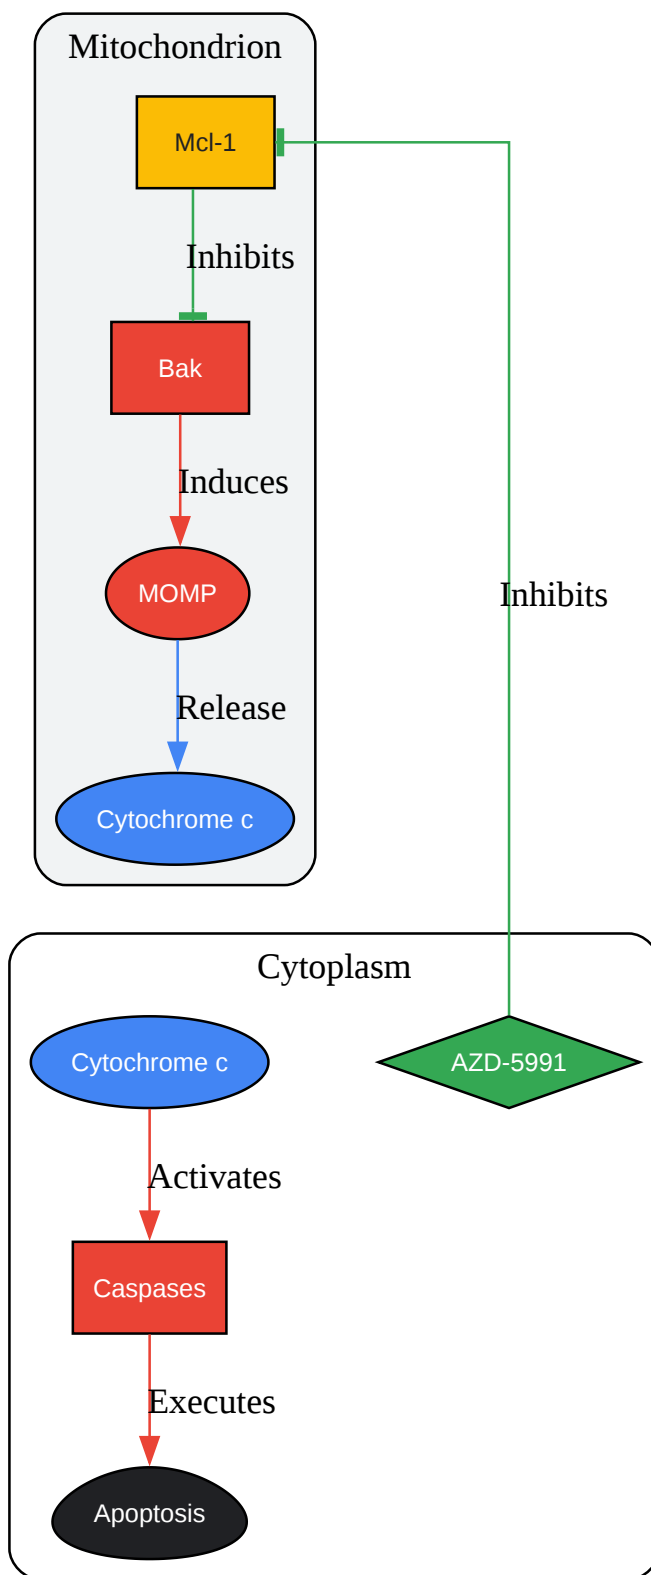 Mitochondrion
Mcl-1
Inhibits
Bak
Induces
MOMP
Inhibits
Release
Cytochrome c
Cytoplasm
Cytochrome c
AZD-5991
Activates
Caspases
Executes
Apoptosis